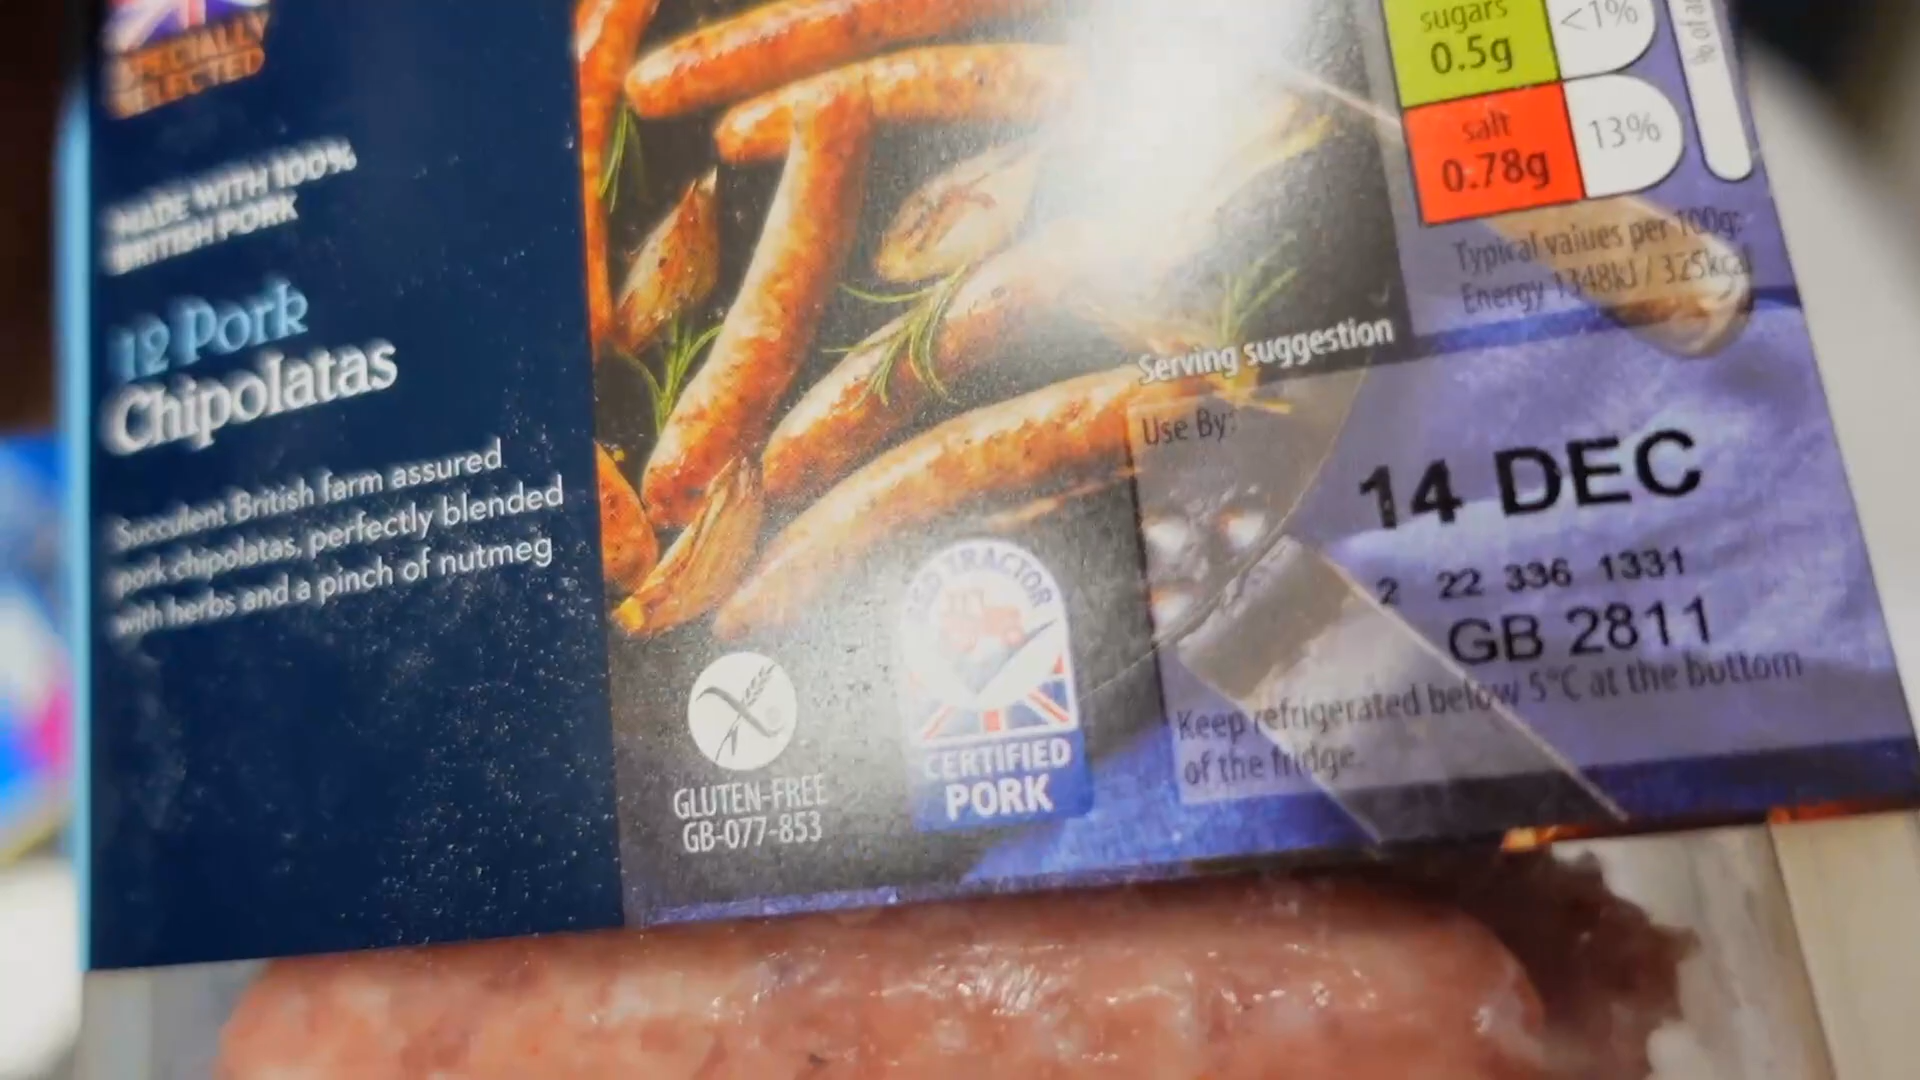 SPECIALLY
SELECTED
MADE WITH 100%
BRITISH PORK
12 Pork
Chipolatas
Succulent British farm assured
pork chipolatas, perfectly blended
with herbs and a pinch of nutmeg
GLUTEN-FREE
GB-077-853
RED TRACTOR
CERTIFIED
PORK
Serving suggestion
sugars
0.5g
<1%
salt
0.78g
13%
Typical values per 100g:
Energy 1348kJ / 325kcal
Use By:
14 DEC
2 22 336 1331
GB 2811
Keep refrigerated below 5°C at the bottom
of the fridge.